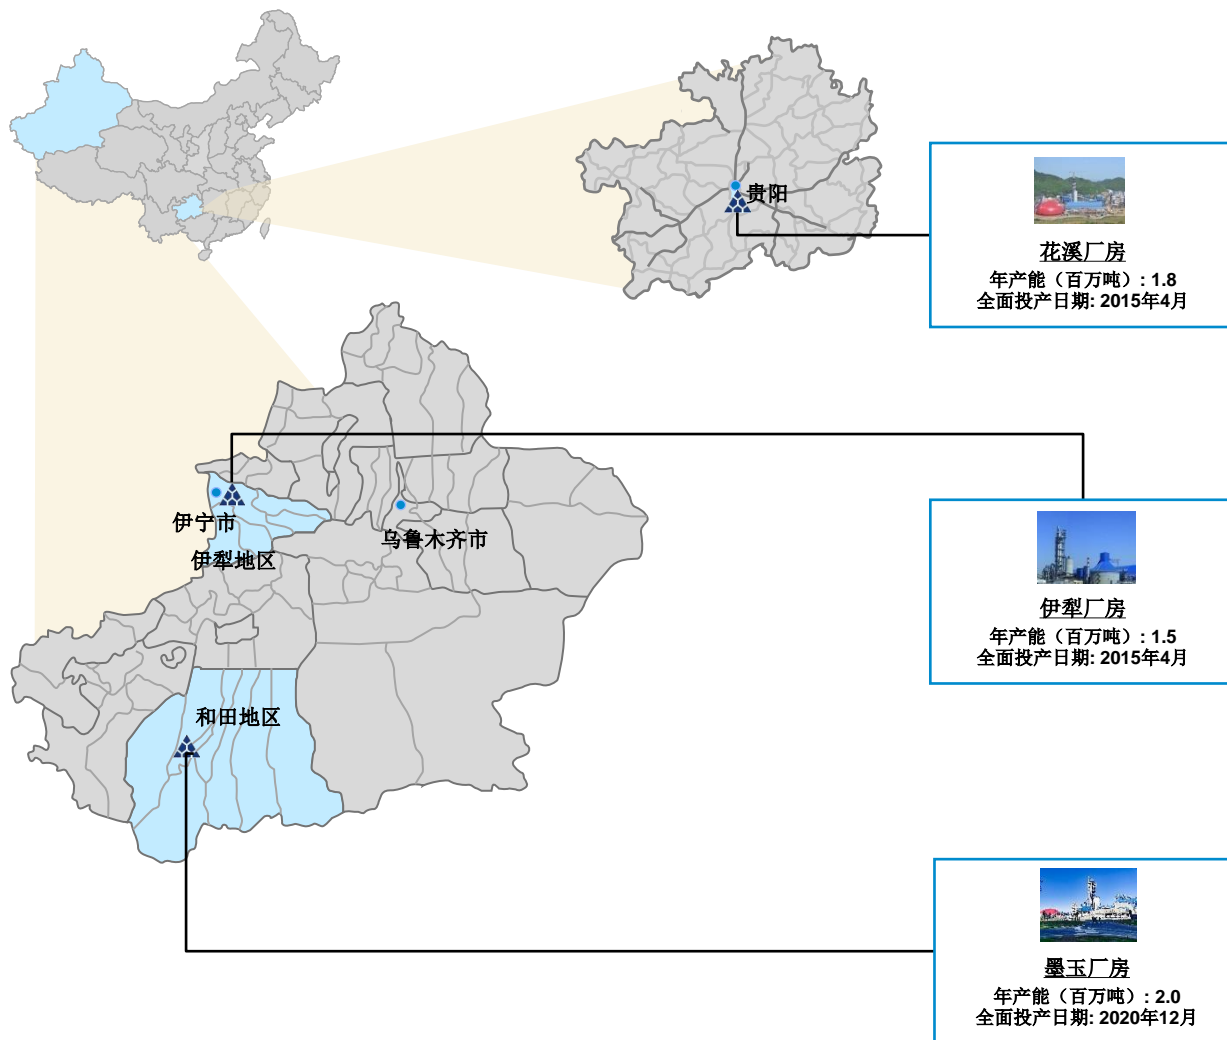 贵阳
花溪厂房
年产能（百万吨）: 1.8
全面投产日期: 2015年4月
伊宁市
伊犁地区
乌鲁木齐市
伊犁厂房
年产能（百万吨）: 1.5
全面投产日期: 2015年4月
和田地区
墨玉厂房
年产能（百万吨）: 2.0
全面投产日期: 2020年12月